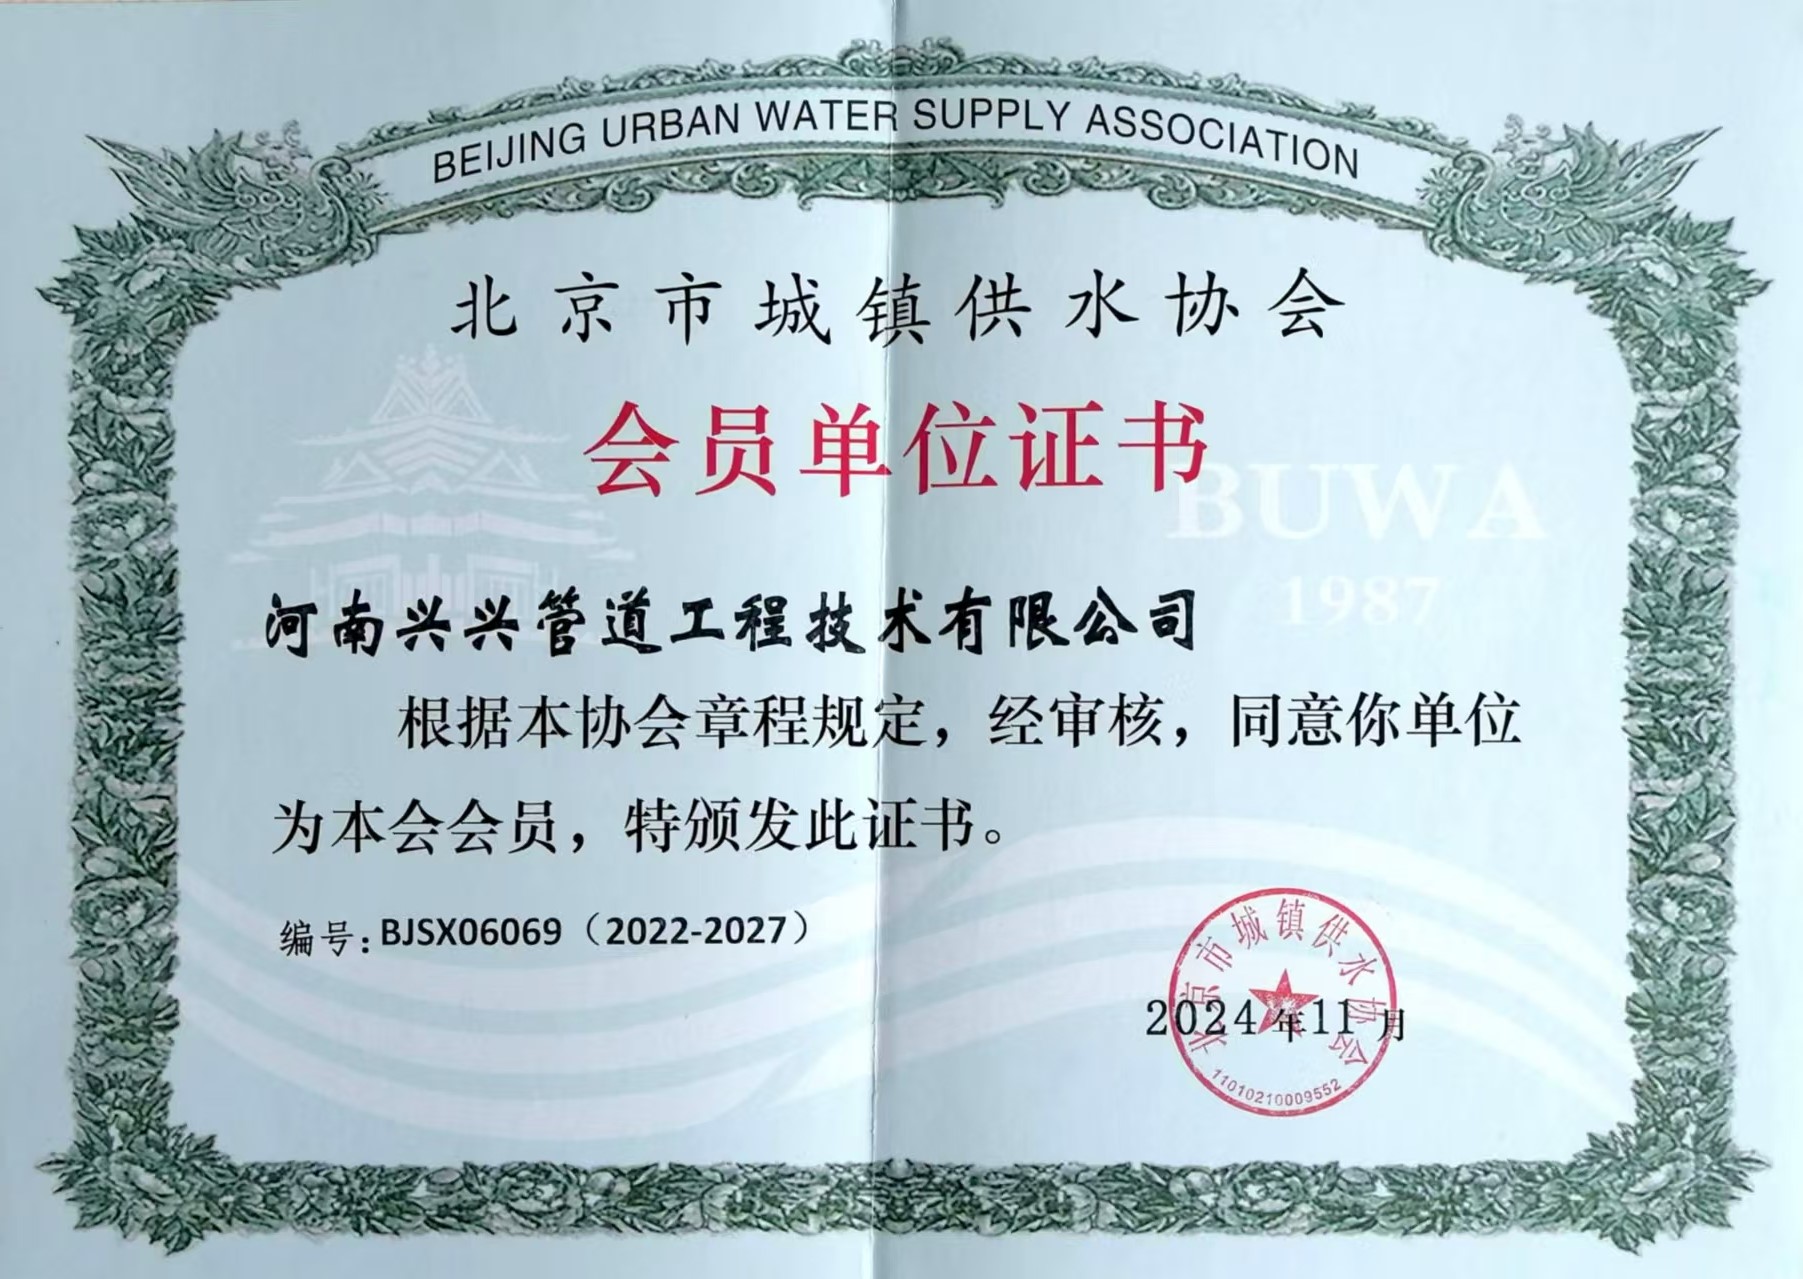 BEIJING URBAN WATER SUPPLY ASSOCIATION
北京市城镇供水协会
会员单位证书
BUWA
1987
河南兴兴管道工程技术有限公司
根据本协会章程规定，经审核，同意你单位
为本会会员，特颁发此证书。
编号：BJSX06069（2022-2027）
北京市城镇供水协会
2024年11月
11010210009552